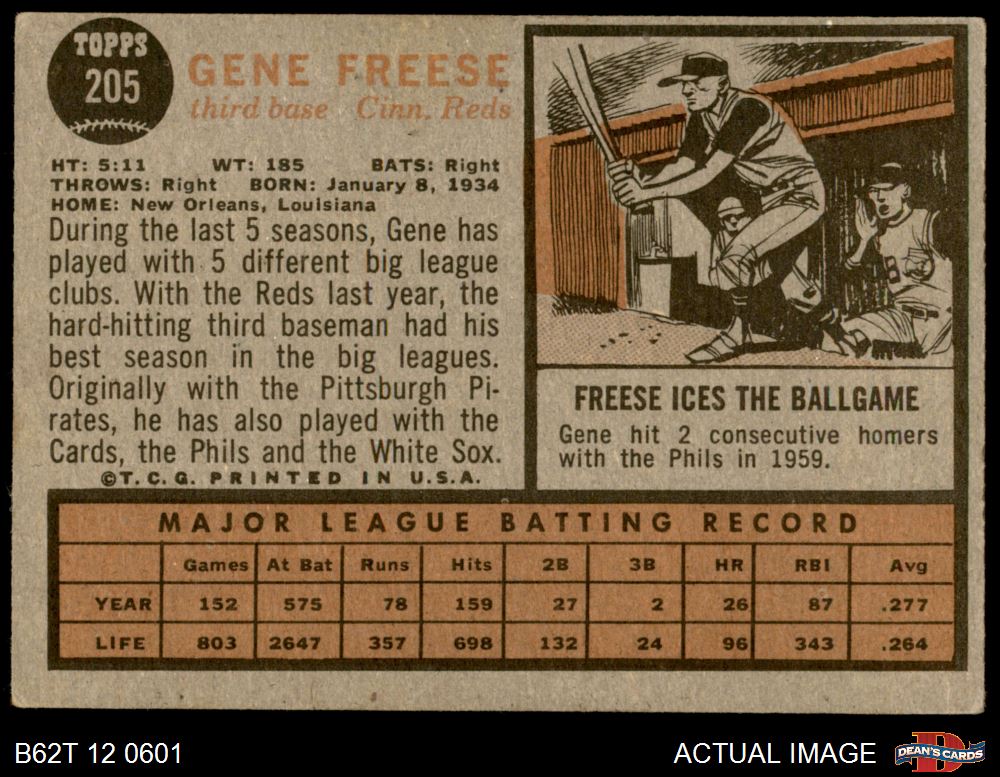 TOPPS
205
GENE FREESE
third base Cinn. Reds
HT: 5:11 WT: 185 BATS: Right
THROWS: Right BORN: January 8, 1934
HOME: New Orleans, Louisiana
During the last 5 seasons, Gene has
played with 5 different big league
clubs. With the Reds last year, the
hard-hitting third baseman had his
best season in the big leagues.
Originally with the Pittsburgh Pi-
rates, he has also played with the
Cards, the Phils and the White Sox.
©T.C.G. PRINTED IN U.S.A.
FREESE ICES THE BALLGAME
Gene hit 2 consecutive homers
with the Phils in 1959.
MAJOR LEAGUE BATTING RECORD
Games At Bat Runs Hits 2B 3B HR RBI Avg
YEAR 152 575 78 159 27 2 26 87 .277
LIFE 803 2647 357 698 132 24 96 343 .264
B62T 12 0601 ACTUAL IMAGE DEAN'S CARDS